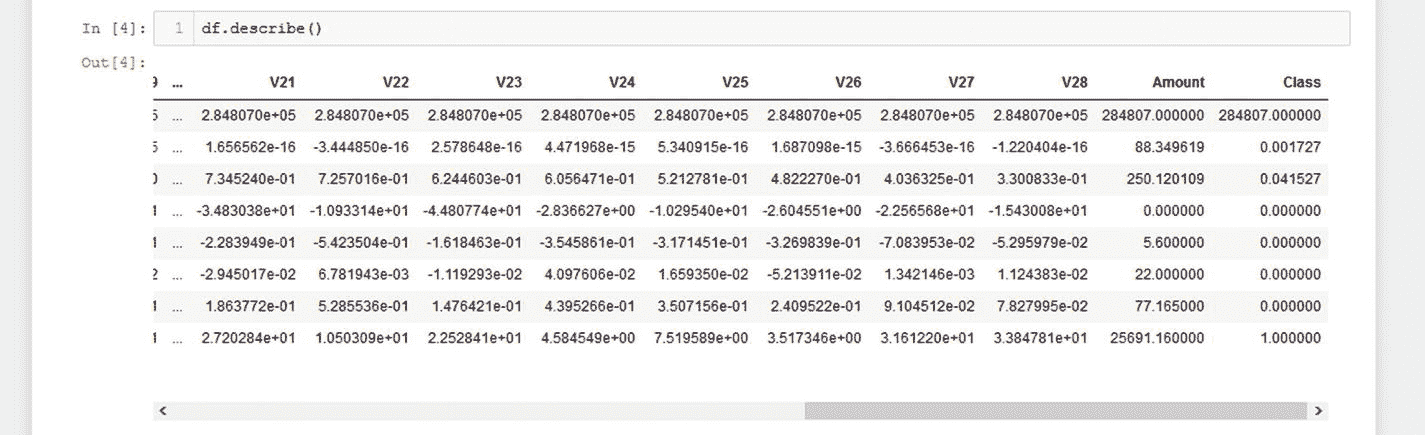 In [4]: 1 df.describe()
Out[4]:
9 ... V21 V22 V23 V24 V25 V26 V27 V28 Amount Class
5 ... 2.848070e+05 2.848070e+05 2.848070e+05 2.848070e+05 2.848070e+05 2.848070e+05 2.848070e+05 2.848070e+05 284807.000000 284807.000000
5 ... 1.656562e-16 -3.444850e-16 2.578648e-16 4.471968e-15 5.340915e-16 1.687098e-15 -3.666453e-16 -1.220404e-16 88.349619 0.001727
0 ... 7.345240e-01 7.257016e-01 6.244603e-01 6.056471e-01 5.212781e-01 4.822270e-01 4.036325e-01 3.300833e-01 250.120109 0.041527
1 ... -3.483038e+01 -1.093314e+01 -4.480774e+01 -2.836627e+00 -1.029540e+01 -2.604551e+00 -2.256568e+01 -1.543008e+01 0.000000 0.000000
1 ... -2.283949e-01 -5.423504e-01 -1.618463e-01 -3.545861e-01 -3.171451e-01 -3.269839e-01 -7.083953e-02 -5.295979e-02 5.600000 0.000000
2 ... -2.945017e-02 6.781943e-03 -1.119293e-02 4.097606e-02 1.659350e-02 -5.213911e-02 1.342146e-03 1.124383e-02 22.000000 0.000000
1 ... 1.863772e-01 5.285536e-01 1.476421e-01 4.395266e-01 3.507156e-01 2.409522e-01 9.104512e-02 7.827995e-02 77.165000 0.000000
1 ... 2.720284e+01 1.050309e+01 2.252841e+01 4.584549e+00 7.519589e+00 3.517346e+00 3.161220e+01 3.384781e+01 25691.160000 1.000000